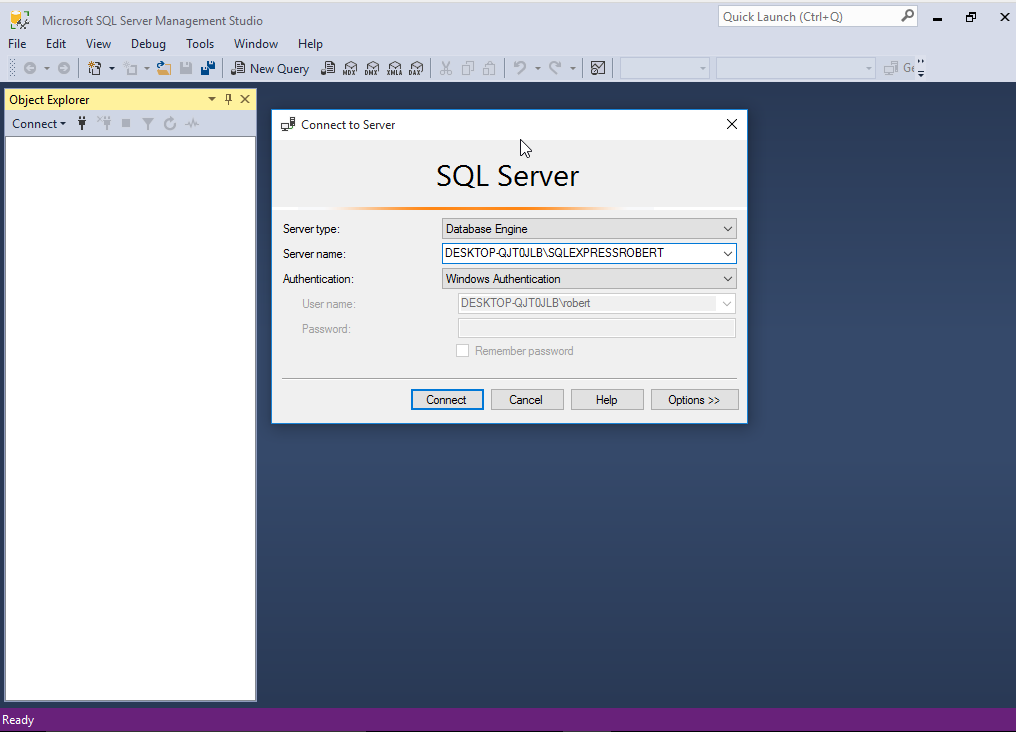 Microsoft SQL Server Management Studio
Quick Launch (Ctrl+Q)
File Edit View Debug Tools Window Help
New Query MDX DMX XMLA DAX
Object Explorer
Connect
Connect to Server
SQL Server
Server type: Database Engine
Server name: DESKTOP-QJT0JLB\SQLEXPRESSROBERT
Authentication: Windows Authentication
User name: DESKTOP-QJT0JLB\robert
Password:
Remember password
Connect Cancel Help Options >>
Ready